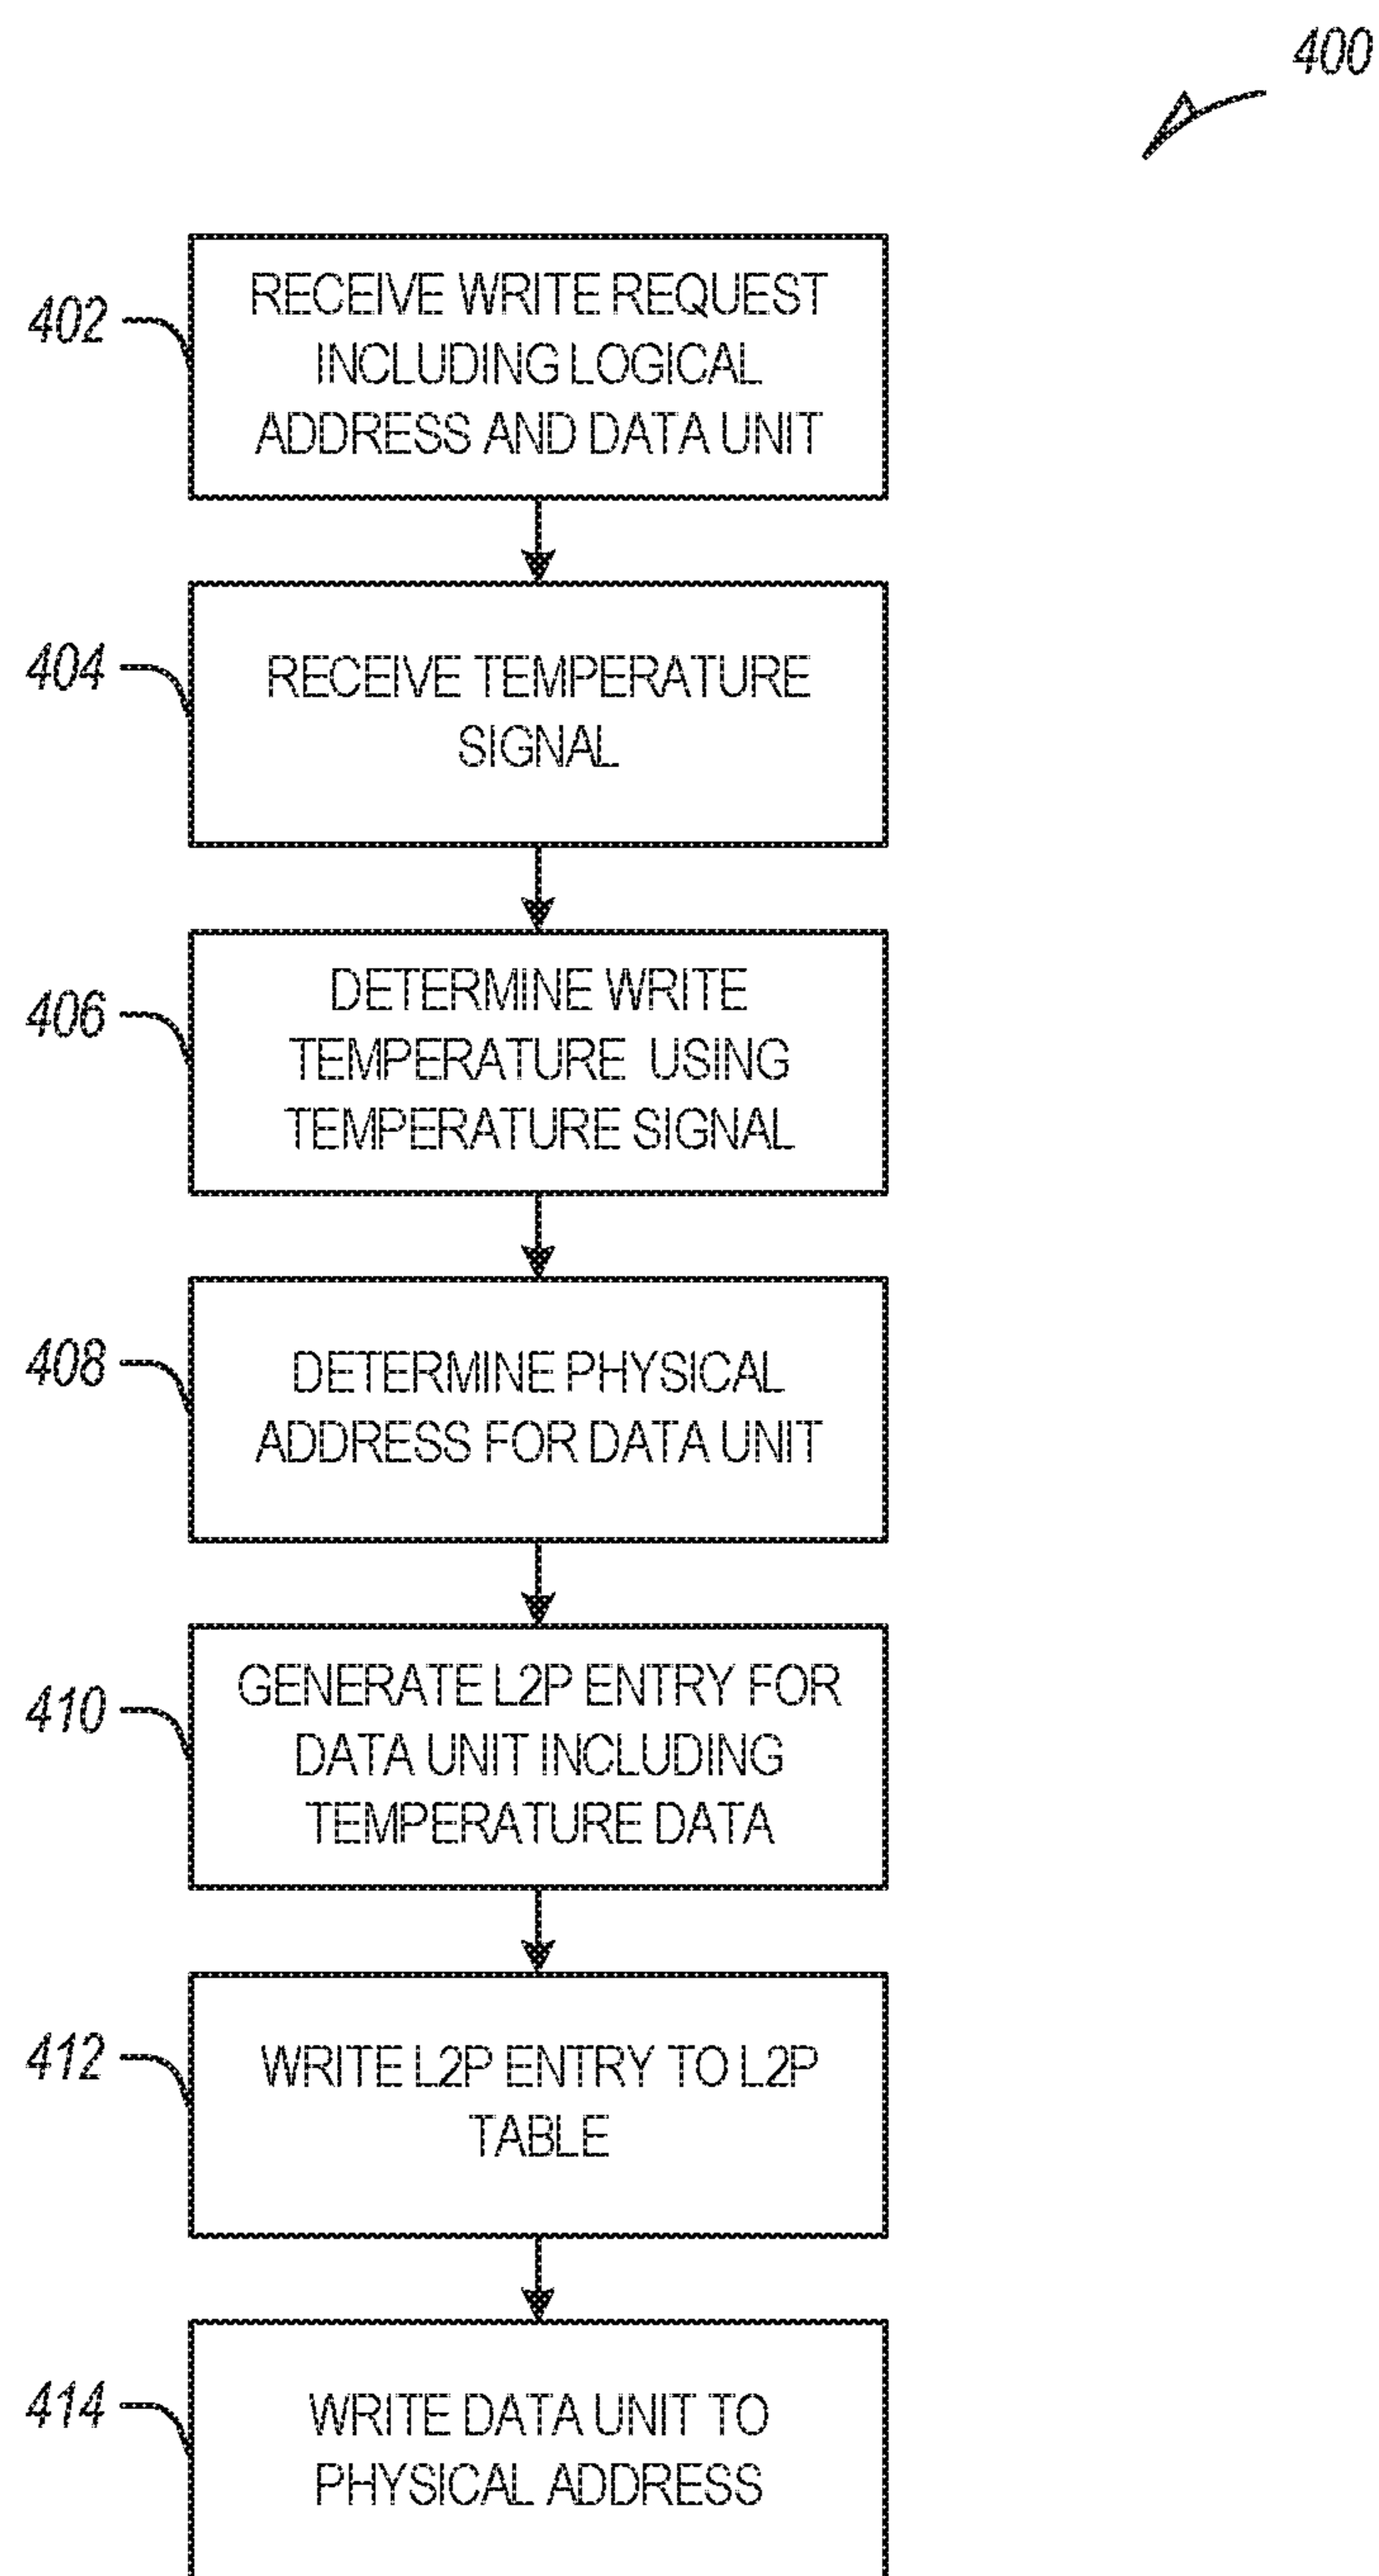 400
402
RECEIVE WRITE REQUEST
INCLUDING LOGICAL
ADDRESS AND DATA UNIT
404
RECEIVE TEMPERATURE
SIGNAL
406
DETERMINE WRITE
TEMPERATURE USING
TEMPERATURE SIGNAL
408
DETERMINE PHYSICAL
ADDRESS FOR DATA UNIT
410
GENERATE L2P ENTRY FOR
DATA UNIT INCLUDING
TEMPERATURE DATA
412
WRITE L2P ENTRY TO L2P
TABLE
414
WRITE DATA UNIT TO
PHYSICAL ADDRESS